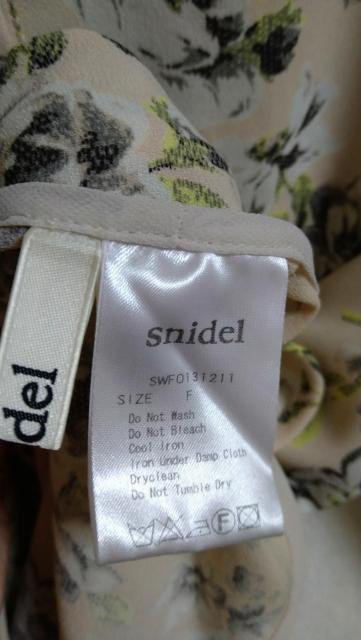 snidel
SWFO131211
SIZE F
Do Not Wash
Do Not Bleach
Cool Iron
Iron Under Damp Cloth
Dryclean
Do Not Tumble Dry
F
del